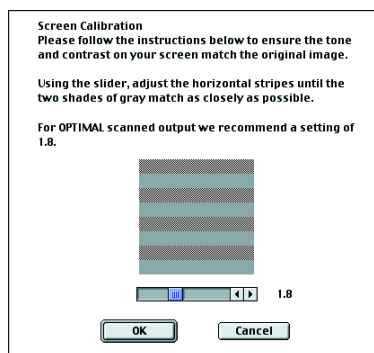 Screen Calibration
Please follow the instructions below to ensure the tone
and contrast on your screen match the original image.
Using the slider, adjust the horizontal stripes until the
two shades of gray match as closely as possible.
For OPTIMAL scanned output we recommend a setting of
1.8.
1.8
OK
Cancel